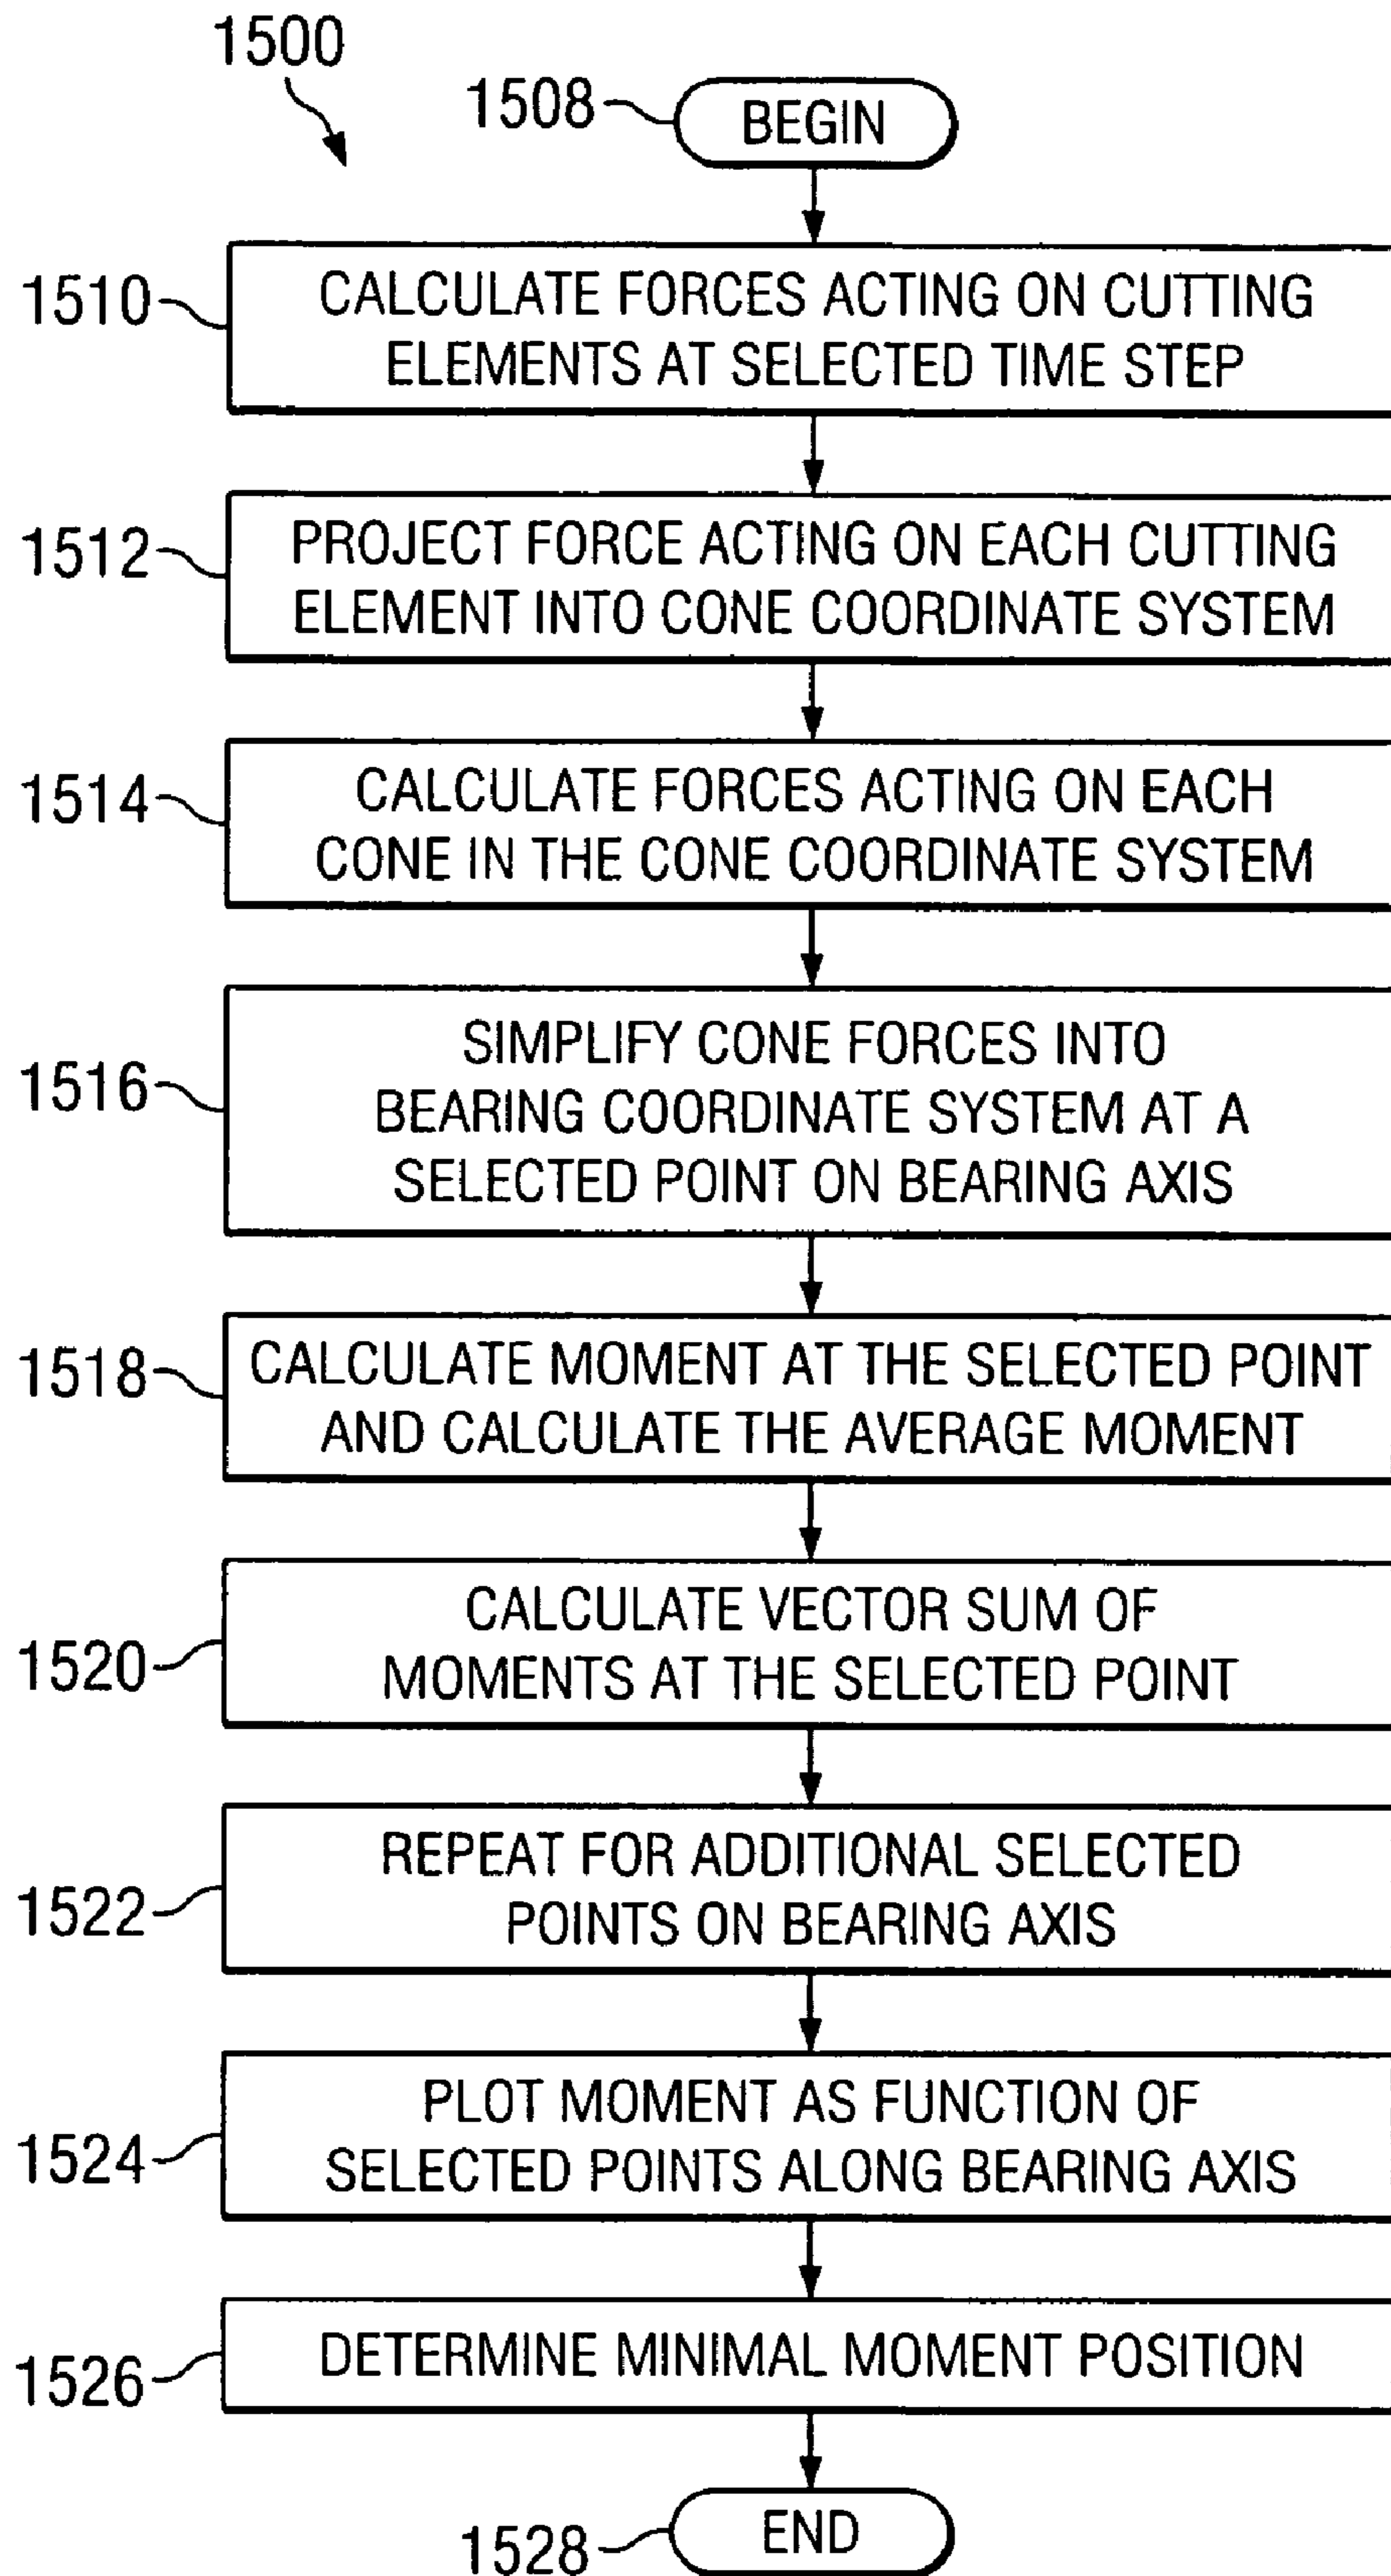 1500
1508
BEGIN
1510
CALCULATE FORCES ACTING ON CUTTING
ELEMENTS AT SELECTED TIME STEP
1512
PROJECT FORCE ACTING ON EACH CUTTING
ELEMENT INTO CONE COORDINATE SYSTEM
1514
CALCULATE FORCES ACTING ON EACH
CONE IN THE CONE COORDINATE SYSTEM
1516
SIMPLIFY CONE FORCES INTO
BEARING COORDINATE SYSTEM AT A
SELECTED POINT ON BEARING AXIS
1518
CALCULATE MOMENT AT THE SELECTED POINT
AND CALCULATE THE AVERAGE MOMENT
1520
CALCULATE VECTOR SUM OF
MOMENTS AT THE SELECTED POINT
1522
REPEAT FOR ADDITIONAL SELECTED
POINTS ON BEARING AXIS
1524
PLOT MOMENT AS FUNCTION OF
SELECTED POINTS ALONG BEARING AXIS
1526
DETERMINE MINIMAL MOMENT POSITION
1528
END